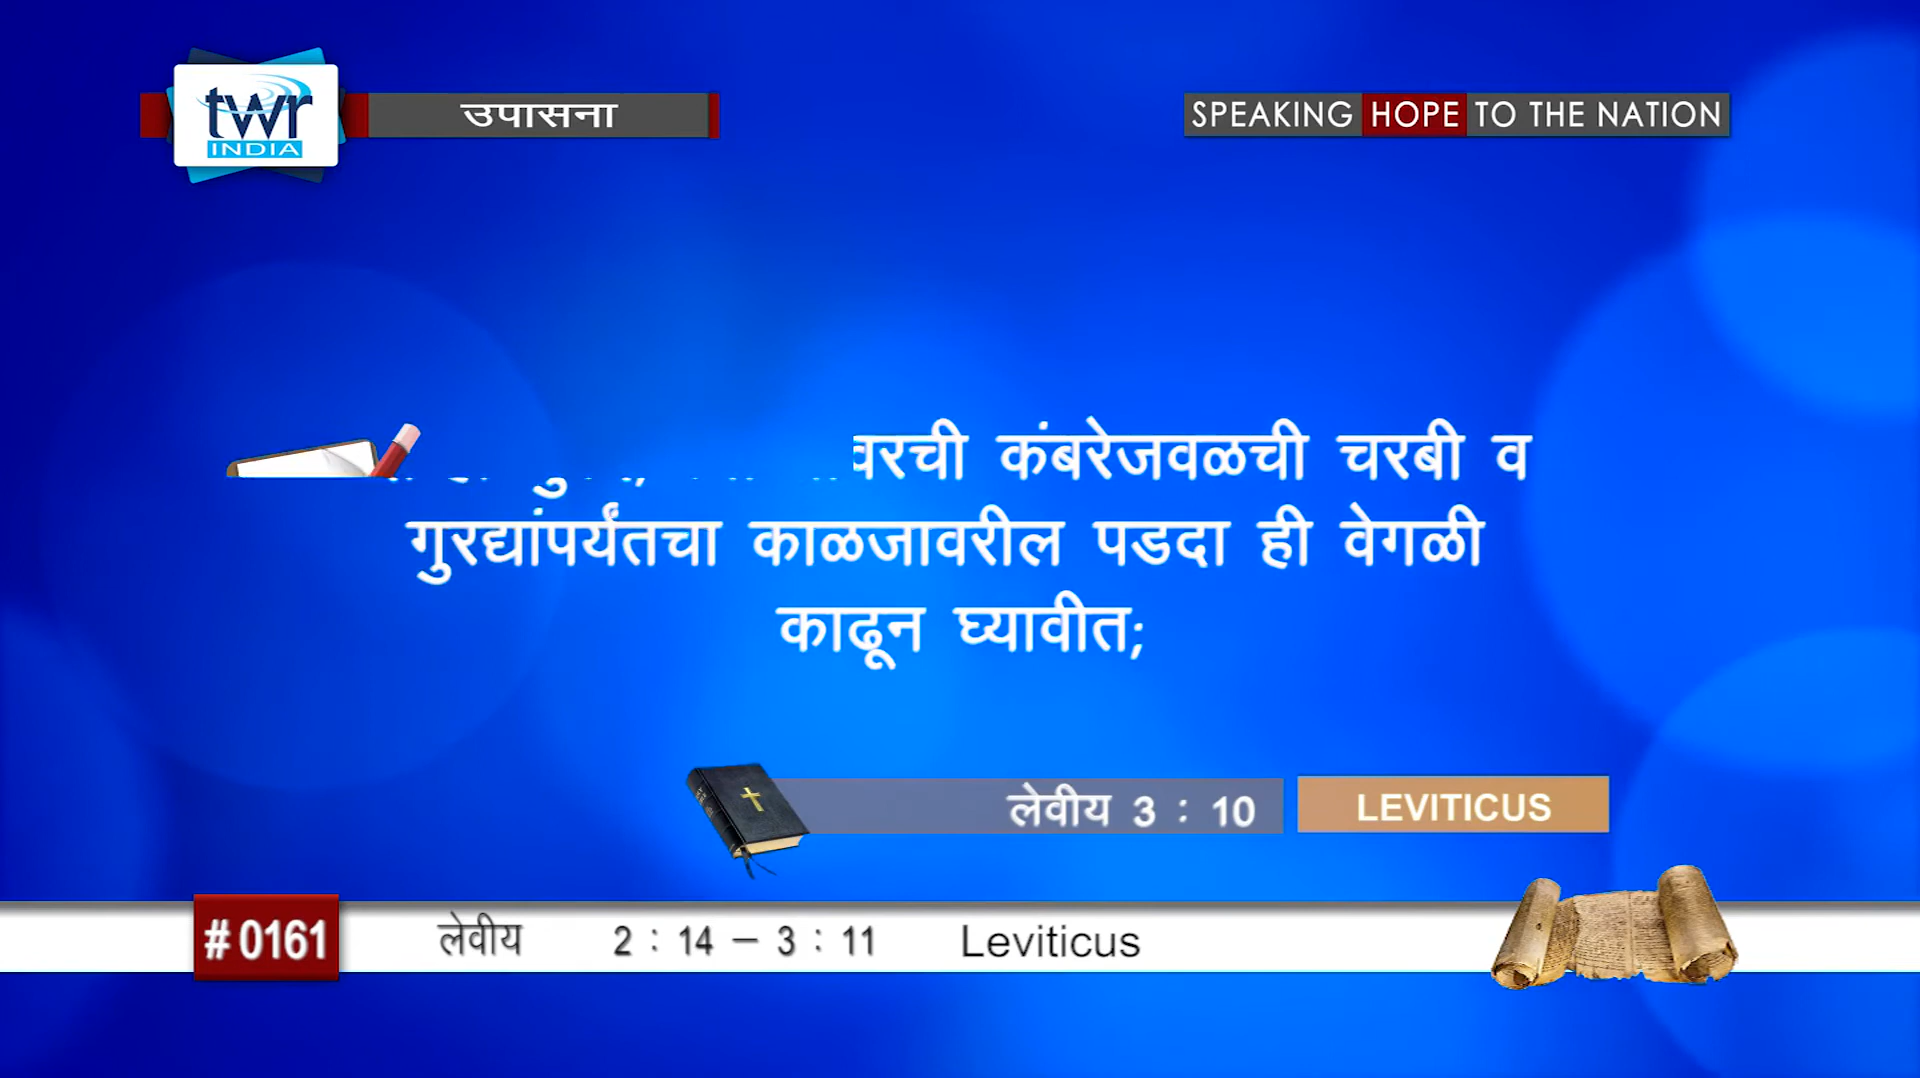 twr
INDIA
उपासना
SPEAKING HOPE TO THE NATION
वरची कंबरेजवळची चरबी व
गुरद्यांपर्यंतचा काळजावरील पडदा ही वेगळी
काढून घ्यावीत;
लेवीय 3 : 10
LEVITICUS
#0161
लेवीय 2 : 14 – 3 : 11 Leviticus